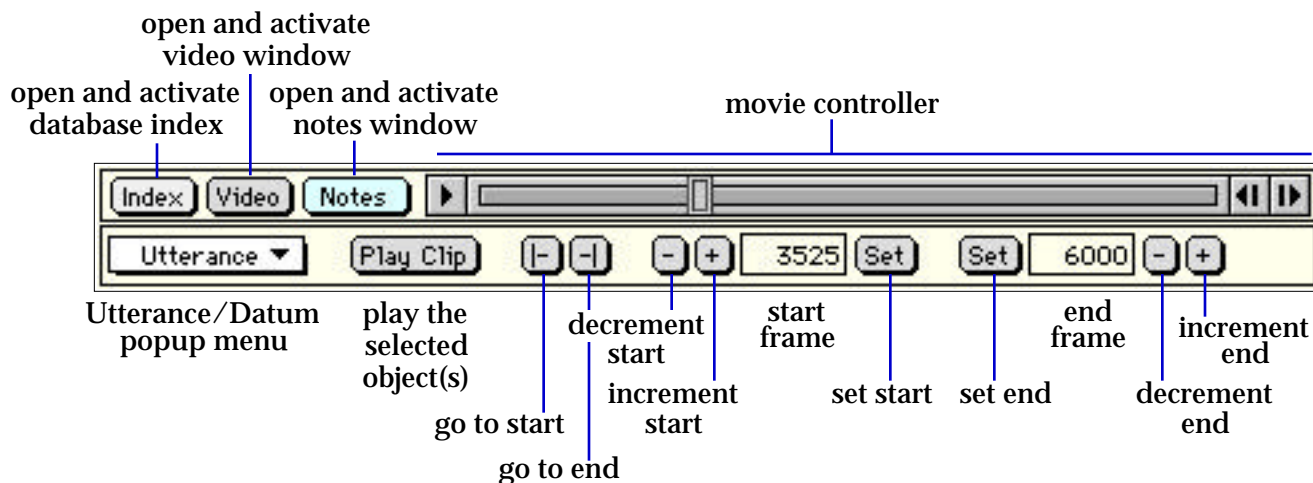 open and activate
video window
open and activate
database index
open and activate
notes window
movie controller
Index
Video
Notes
Utterance
Play Clip
|-
-|
-
+
3525
Set
Set
6000
-
+
Utterance/Datum
popup menu
play the
selected
object(s)
decrement
start
start
frame
end
frame
increment
end
go to start
increment
start
set start
set end
decrement
end
go to end